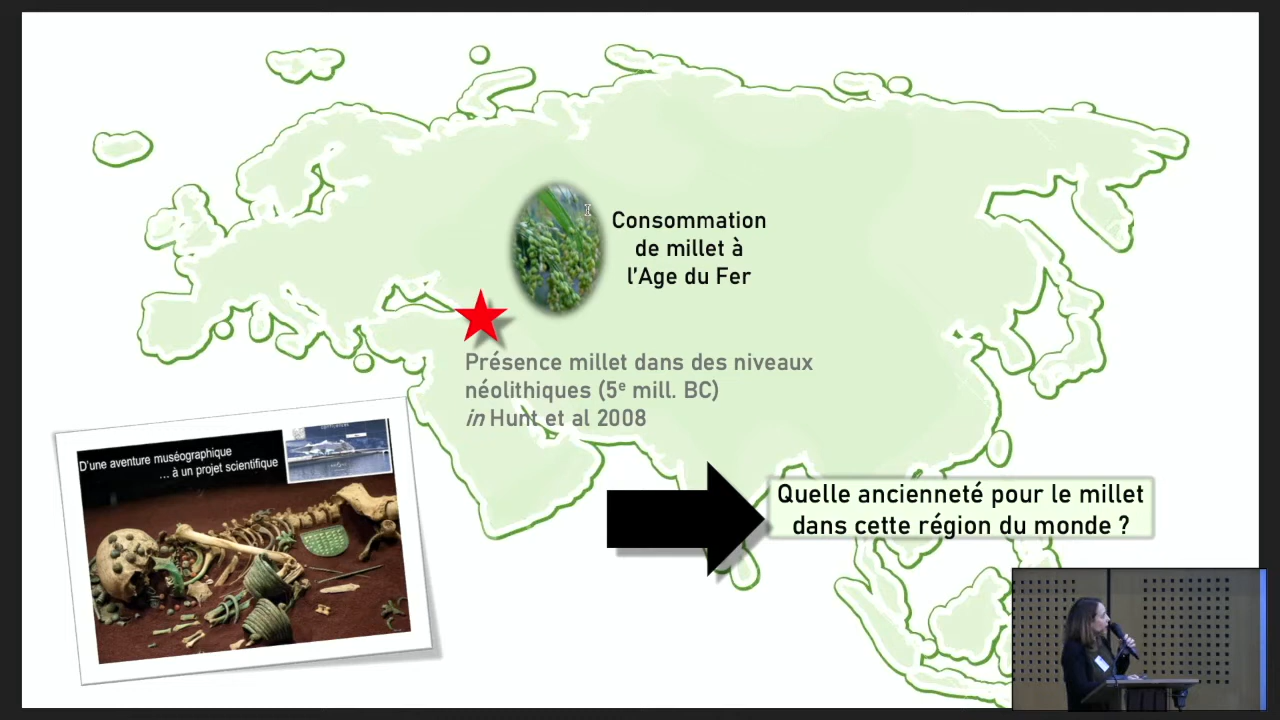 Consommation
de millet à
l’Age du Fer
Présence millet dans des niveaux
néolithiques (5e mill. BC)
in Hunt et al 2008
D'une aventure muséographique
... à un projet scientifique
Quelle ancienneté pour le millet
dans cette région du monde ?